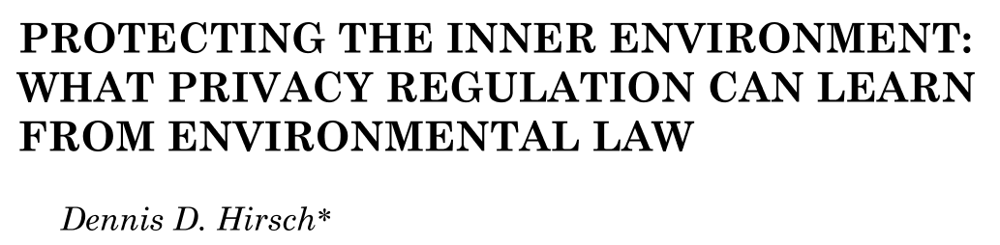 PROTECTING THE INNER ENVIRONMENT:
WHAT PRIVACY REGULATION CAN LEARN
FROM ENVIRONMENTAL LAW
Dennis D. Hirsch*